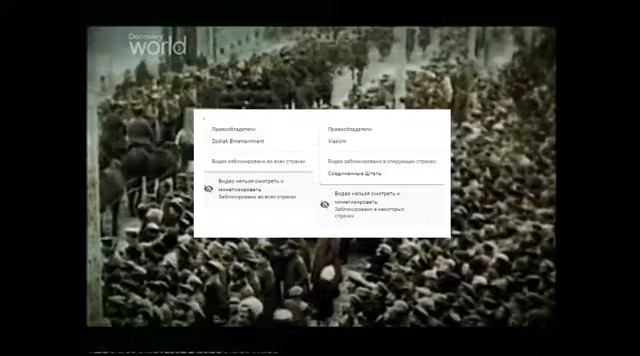 Discovery
world
Правообладатели
Zodiak Entertainment
Видео заблокировано во всех странах
Видео нельзя смотреть и
монетизировать
Заблокировано во всех странах
Правообладатели
Viacom
Видео заблокировано в следующих странах:
Соединенные Штаты
Видео нельзя смотреть и
монетизировать
Заблокировано в некоторых
странах